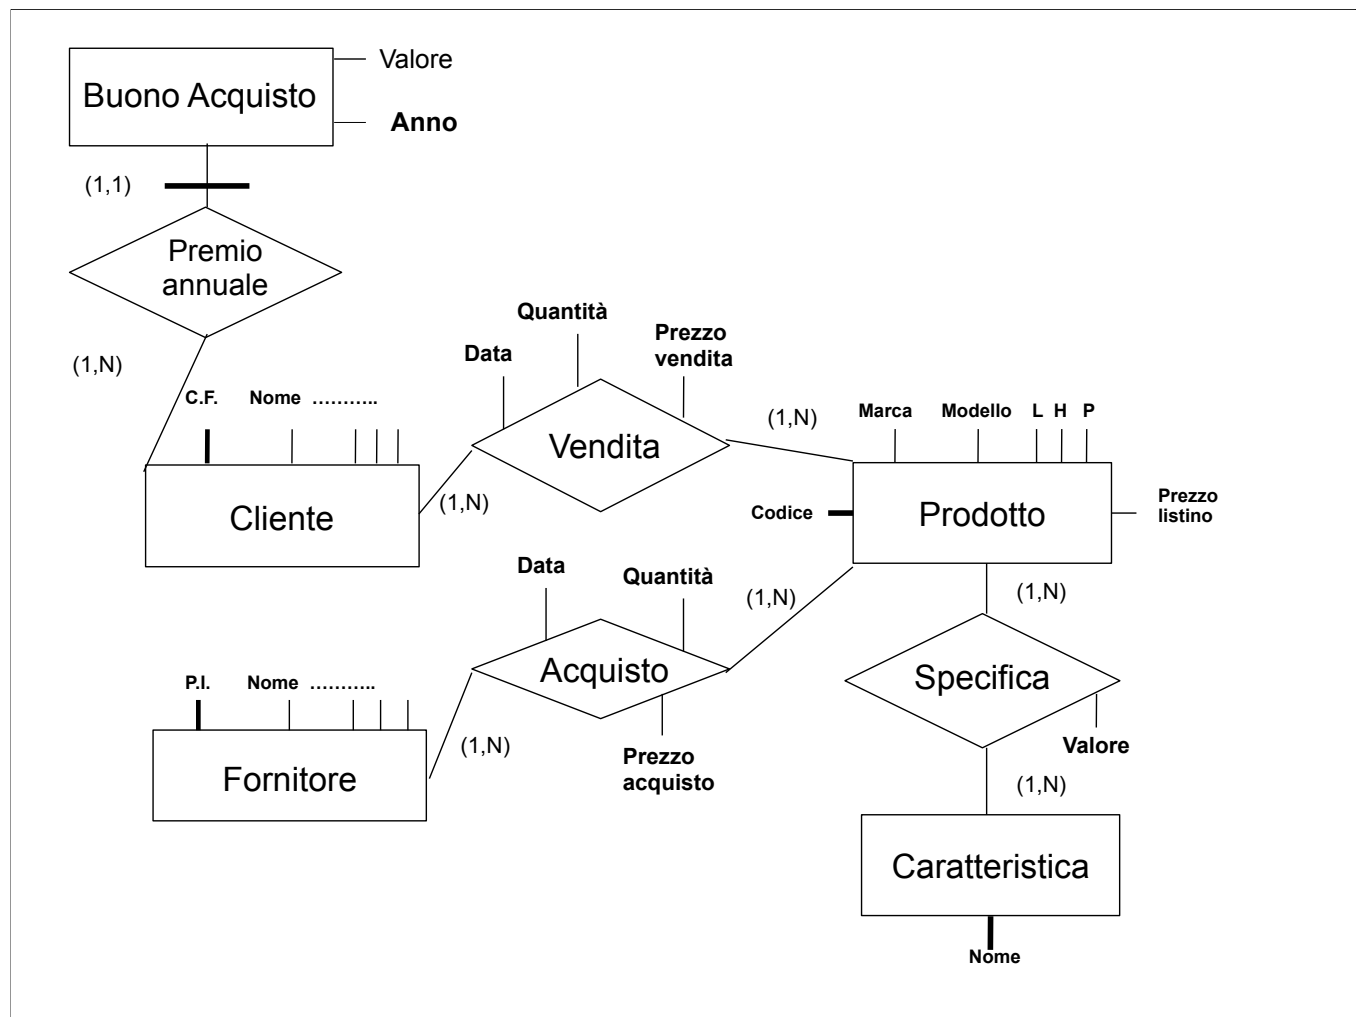 Valore
Buono Acquisto
Anno
(1,1)
Premio
annuale
(1,N)
Quantità
Data
Prezzo
vendita
C.F. Nome ………..
(1,N)
Marca Modello L H P
Vendita
Cliente
(1,N)
Codice
Prodotto
Prezzo
listino
Data
Quantità
(1,N)
(1,N)
Acquisto
Specifica
P.I. Nome ………..
(1,N)
Valore
Prezzo
acquisto
Fornitore
(1,N)
Caratteristica
Nome